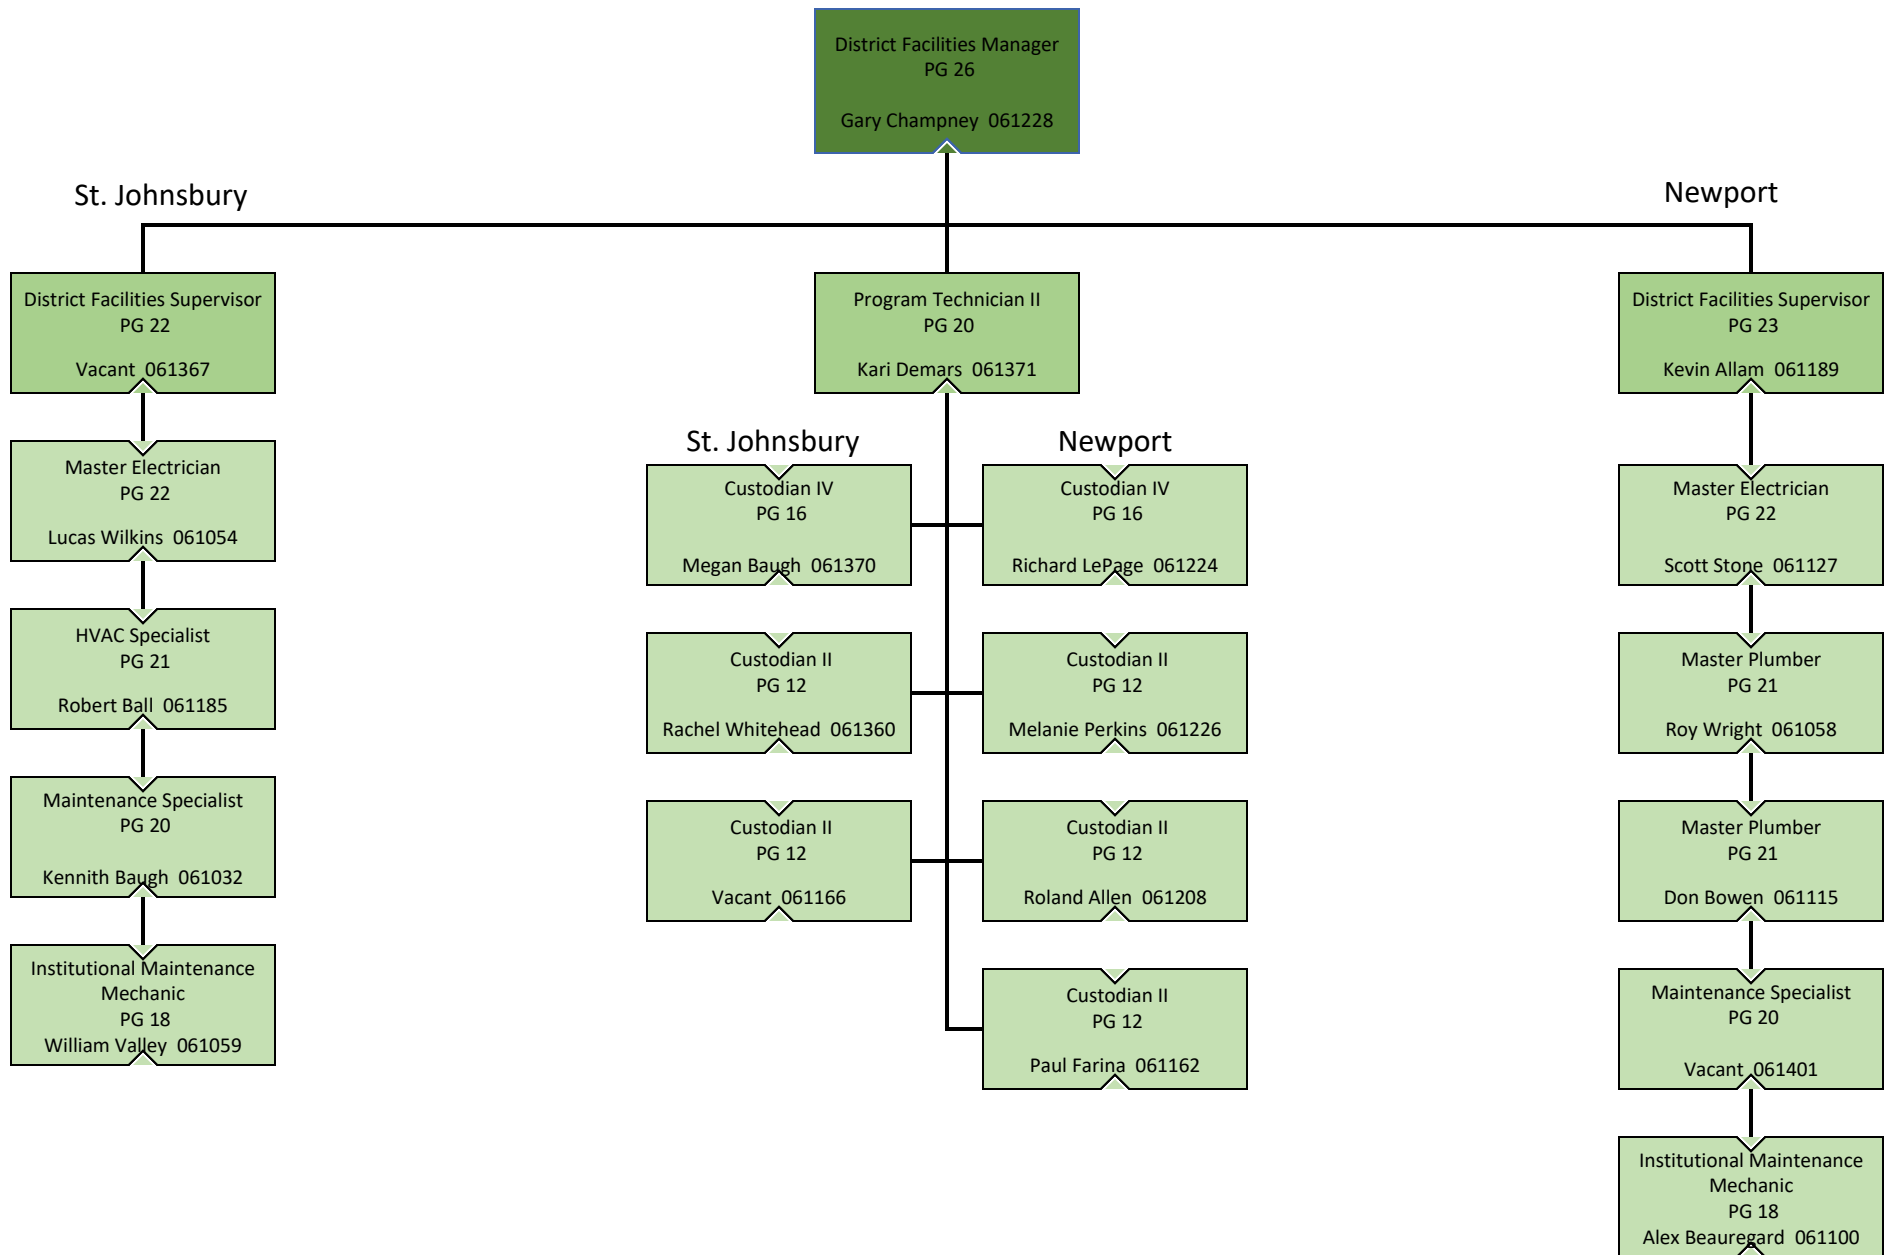 District Facilities Manager
PG 26
Gary Champney 061228
St. Johnsbury
Newport
District Facilities Supervisor
PG 22
Vacant 061367
Master Electrician
PG 22
Lucas Wilkins 061054
HVAC Specialist
PG 21
Robert Ball 061185
Maintenance Specialist
PG 20
Kennith Baugh 061032
Institutional Maintenance
Mechanic
PG 18
William Valley 061059
Program Technician II
PG 20
Kari Demars 061371
St. Johnsbury
Custodian IV
PG 16
Megan Baugh 061370
Custodian II
PG 12
Rachel Whitehead 061360
Custodian II
PG 12
Vacant 061166
Newport
Custodian IV
PG 16
Richard LePage 061224
Custodian II
PG 12
Melanie Perkins 061226
Custodian II
PG 12
Roland Allen 061208
Custodian II
PG 12
Paul Farina 061162
District Facilities Supervisor
PG 23
Kevin Allam 061189
Master Electrician
PG 22
Scott Stone 061127
Master Plumber
PG 21
Roy Wright 061058
Master Plumber
PG 21
Don Bowen 061115
Maintenance Specialist
PG 20
Vacant 061401
Institutional Maintenance
Mechanic
PG 18
Alex Beauregard 061100